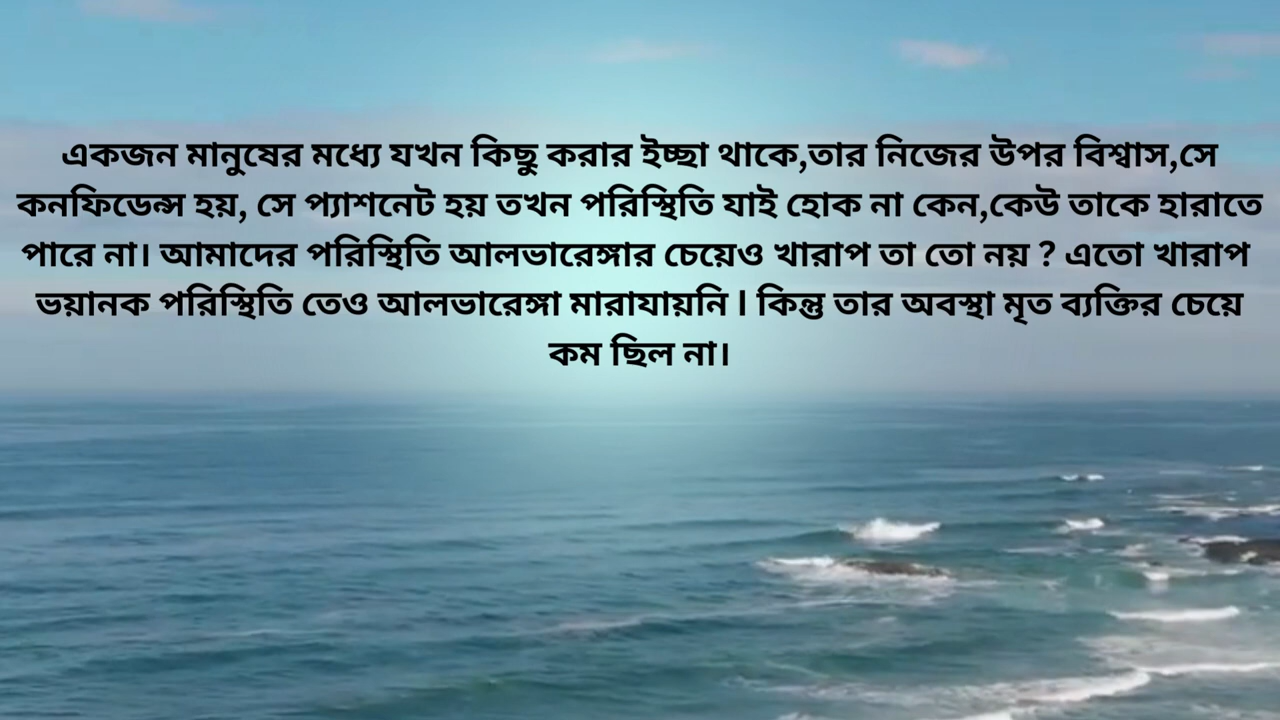 একজন মানুষের মধ্যে যখন কিছু করার ইচ্ছা থাকে,তার নিজের উপর বিশ্বাস,সে
কনফিডেন্স হয়, সে প্যাশনেট হয় তখন পরিস্থিতি যাই হোক না কেন,কেউ তাকে হারাতে
পারে না। আমাদের পরিস্থিতি আলভারেঙ্গার চেয়েও খারাপ তা তো নয় ? এতো খারাপ
ভয়ানক পরিস্থিতি তেও আলভারেঙ্গা মারাযায়নি l কিন্তু তার অবস্থা মৃত ব্যক্তির চেয়ে
কম ছিল না।